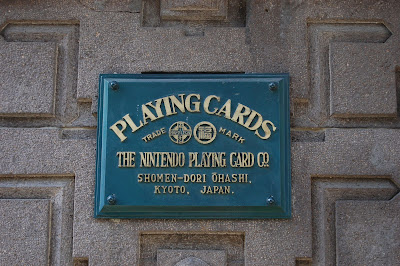 PLAYING CARDS
TRADE MARK
THE NINTENDO PLAYING CARD CO.
SHOMEN-DORI ŌHASHI,
KYOTO, JAPAN.